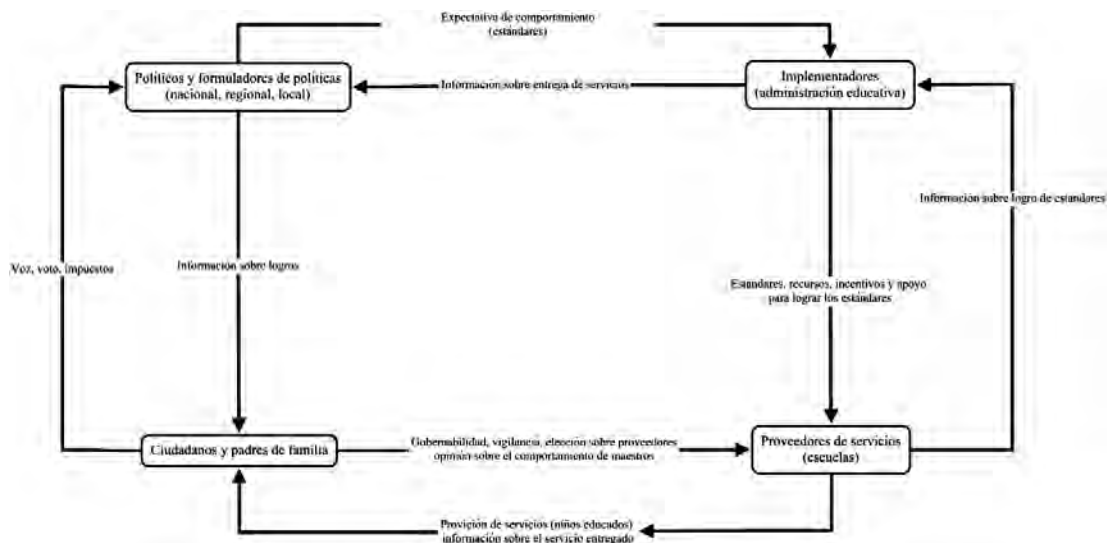 Expectativa de comportamiento
(estándares)
Políticos y formuladores de políticas
(nacional, regional, local)
Información sobre entrega de servicios
Implementadores
(administración educativa)
Información sobre logro de estándares
Voz, voto, impuestos
Información sobre logros
Estándares, recursos, incentivos y apoyo
para lograr los estándares
Ciudadanos y padres de familia
Gobernabilidad, vigilancia, elección sobre proveedores
opinión sobre el comportamiento de maestros
Proveedores de servicios
(escuelas)
Provición de servicios (niños educados)
información sobre el servicio entregado